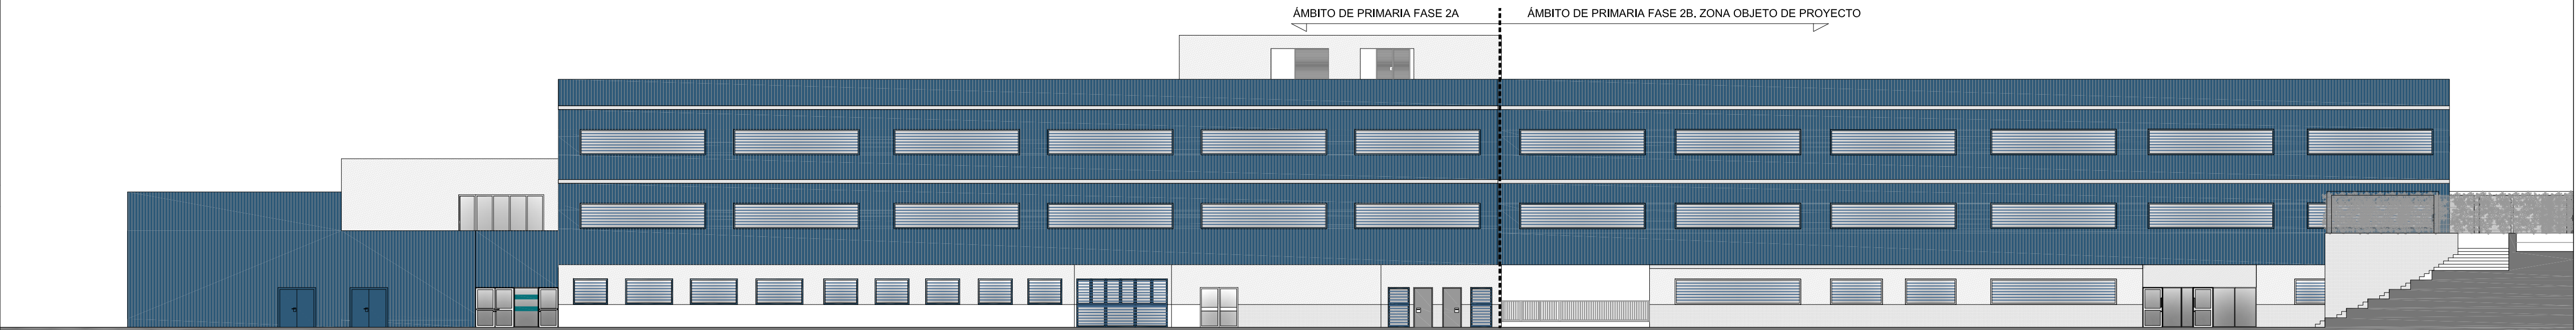 ÁMBITO DE PRIMARIA FASE 2A
ÁMBITO DE PRIMARIA FASE 2B. ZONA OBJETO DE PROYECTO